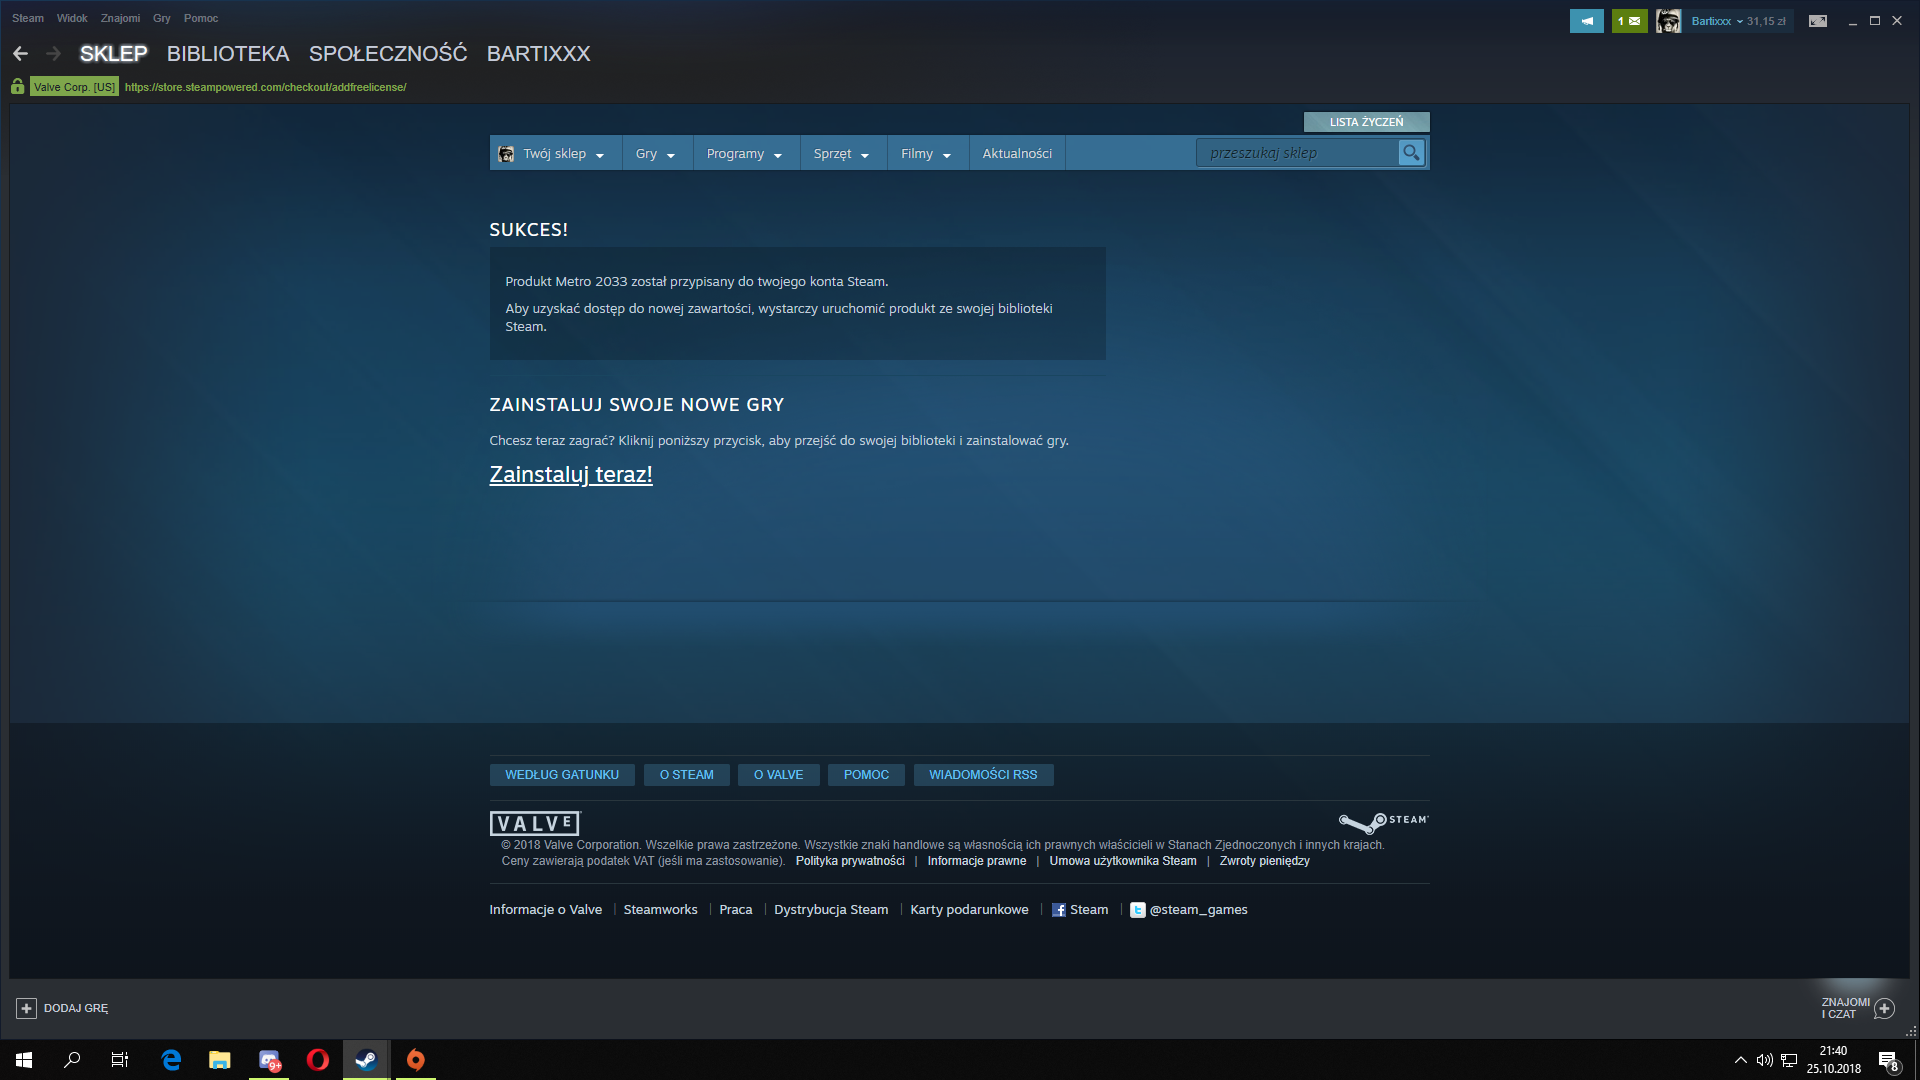 Steam Widok Znajomi Gry Pomoc
1 Bartixxx 31,15 zł
SKLEP BIBLIOTEKA SPOŁECZNOŚĆ BARTIXXX
Valve Corp. [US] https://store.steampowered.com/checkout/addfreelicense/
LISTA ŻYCZEŃ
Twój sklep Gry Programy Sprzęt Filmy Aktualności przeszukaj sklep
SUKCES!
Produkt Metro 2033 został przypisany do twojego konta Steam.
Aby uzyskać dostęp do nowej zawartości, wystarczy uruchomić produkt ze swojej biblioteki
Steam.
ZAINSTALUJ SWOJE NOWE GRY
Chcesz teraz zagrać? Kliknij poniższy przycisk, aby przejść do swojej biblioteki i zainstalować gry.
Zainstaluj teraz!
WEDŁUG GATUNKU O STEAM O VALVE POMOC WIADOMOŚCI RSS
VALVE STEAM
© 2018 Valve Corporation. Wszelkie prawa zastrzeżone. Wszystkie znaki handlowe są własnością ich prawnych właścicieli w Stanach Zjednoczonych i innych krajach.
Ceny zawierają podatek VAT (jeśli ma zastosowanie). Polityka prywatności | Informacje prawne | Umowa użytkownika Steam | Zwroty pieniędzy
Informacje o Valve | Steamworks | Praca | Dystrybucja Steam | Karty podarunkowe | Steam | @steam_games
DODAJ GRĘ
ZNAJOMI
I CZAT
9+
21:40
25.10.2018
8